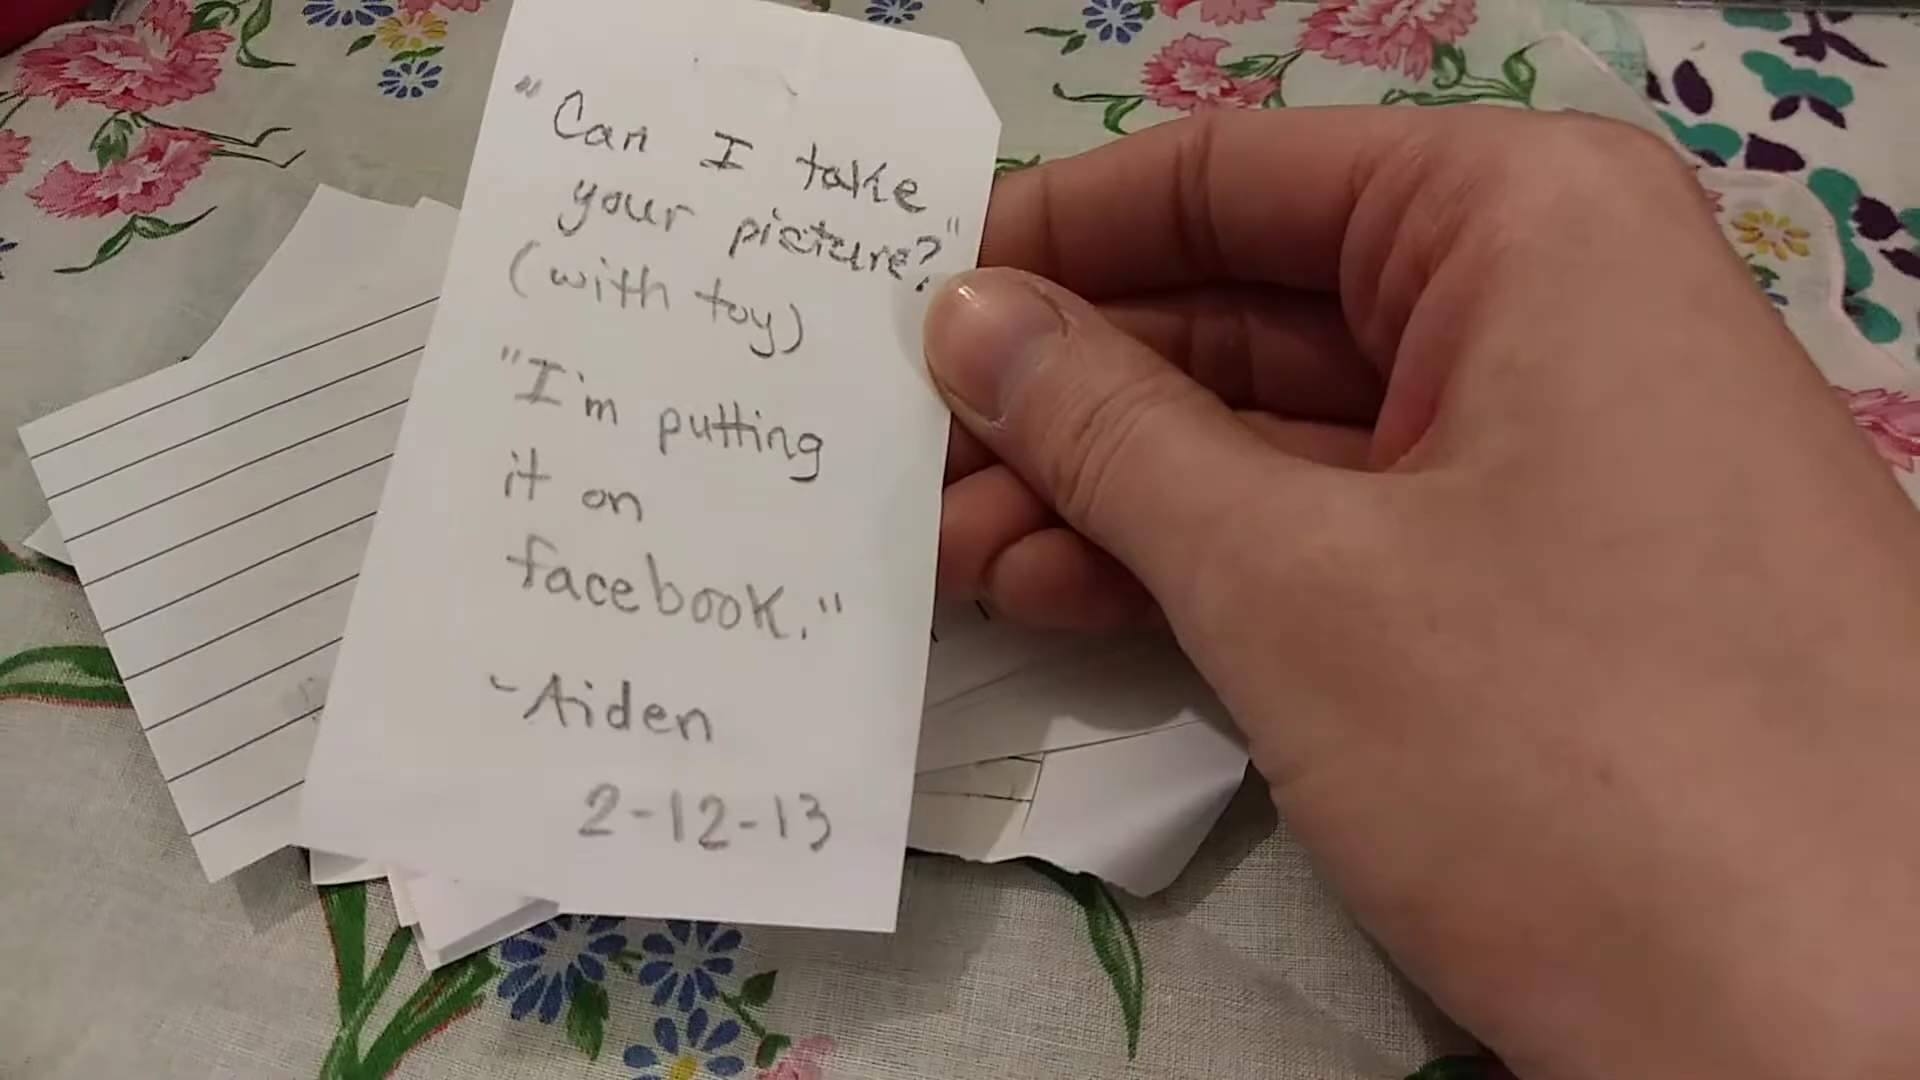 "Can I take
your picture?"
(with toy)
"I'm putting
it on
facebook."
-Aiden
2-12-13